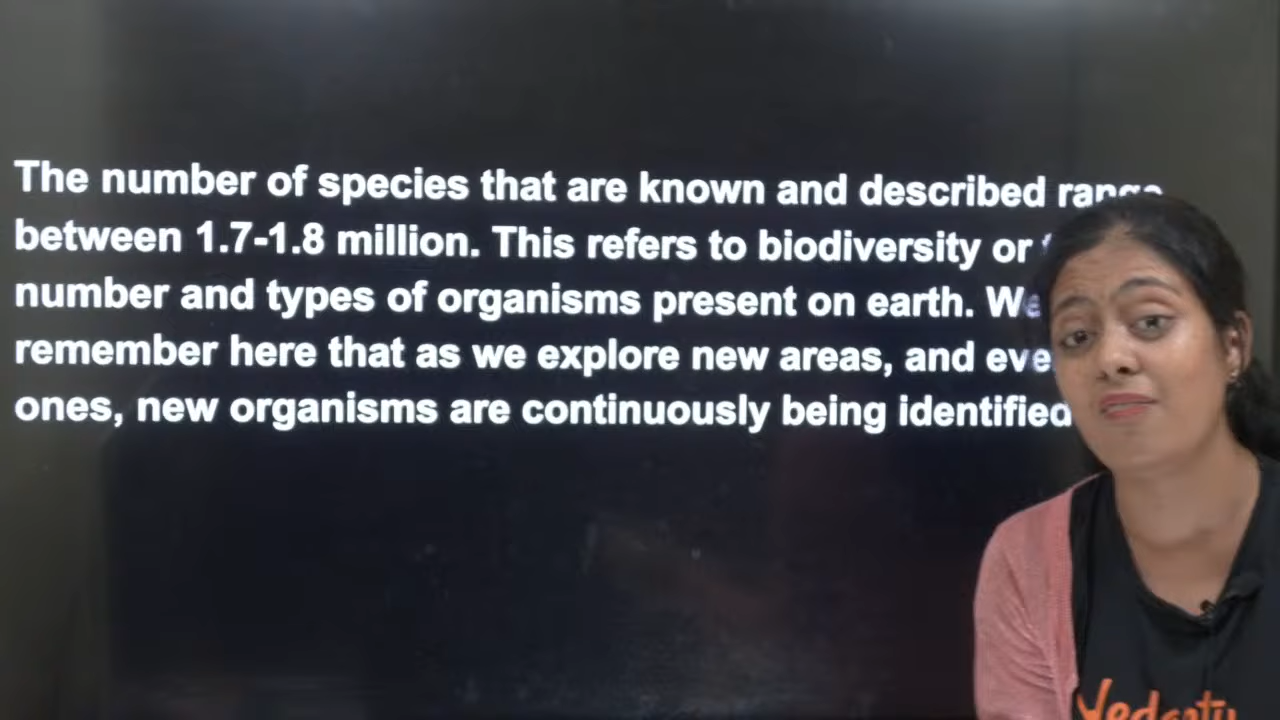 The number of species that are known and described range
between 1.7-1.8 million. This refers to biodiversity or
number and types of organisms present on earth. We
remember here that as we explore new areas, and
ones, new organisms are continuously being identified
Vedantu